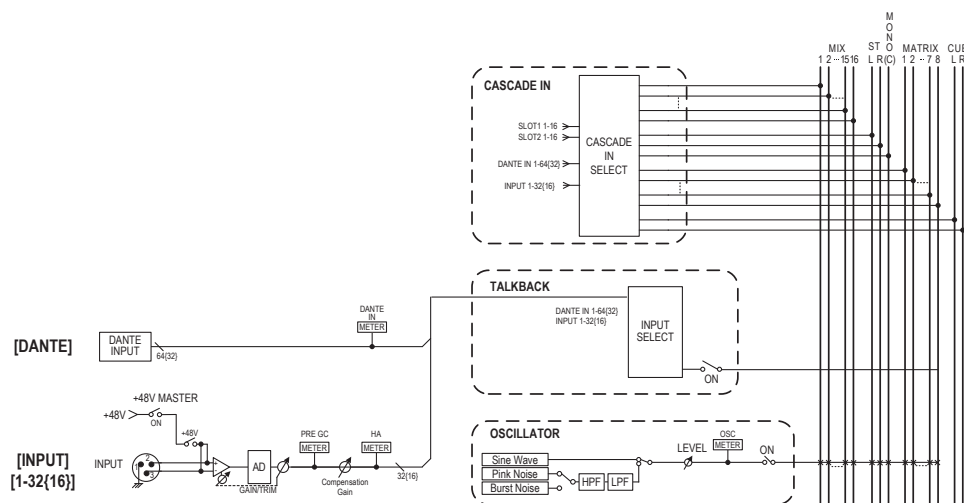 MONO
MIX ST MATRIX CUE
1 2 ··· 15 16 L R (C) 1 2 ··· 7 8 L R
CASCADE IN
SLOT1 1-16
SLOT2 1-16
DANTE IN 1-64{32}
INPUT 1-32{16}
CASCADE
IN
SELECT
TALKBACK
DANTE IN 1-64{32}
INPUT 1-32{16}
INPUT
SELECT
ON
DANTE
IN
METER
[DANTE]
DANTE
INPUT
64{32}
+48V MASTER
+48V
ON
+48V
[INPUT]
[1-32{16}]
INPUT
1
2
3
+
-
AD
GAIN/TRIM
PRE GC
METER
Compensation
Gain
HA
METER
32{16}
OSCILLATOR
Sine Wave
Pink Noise
Burst Noise
HPF
LPF
LEVEL
OSC
METER
ON